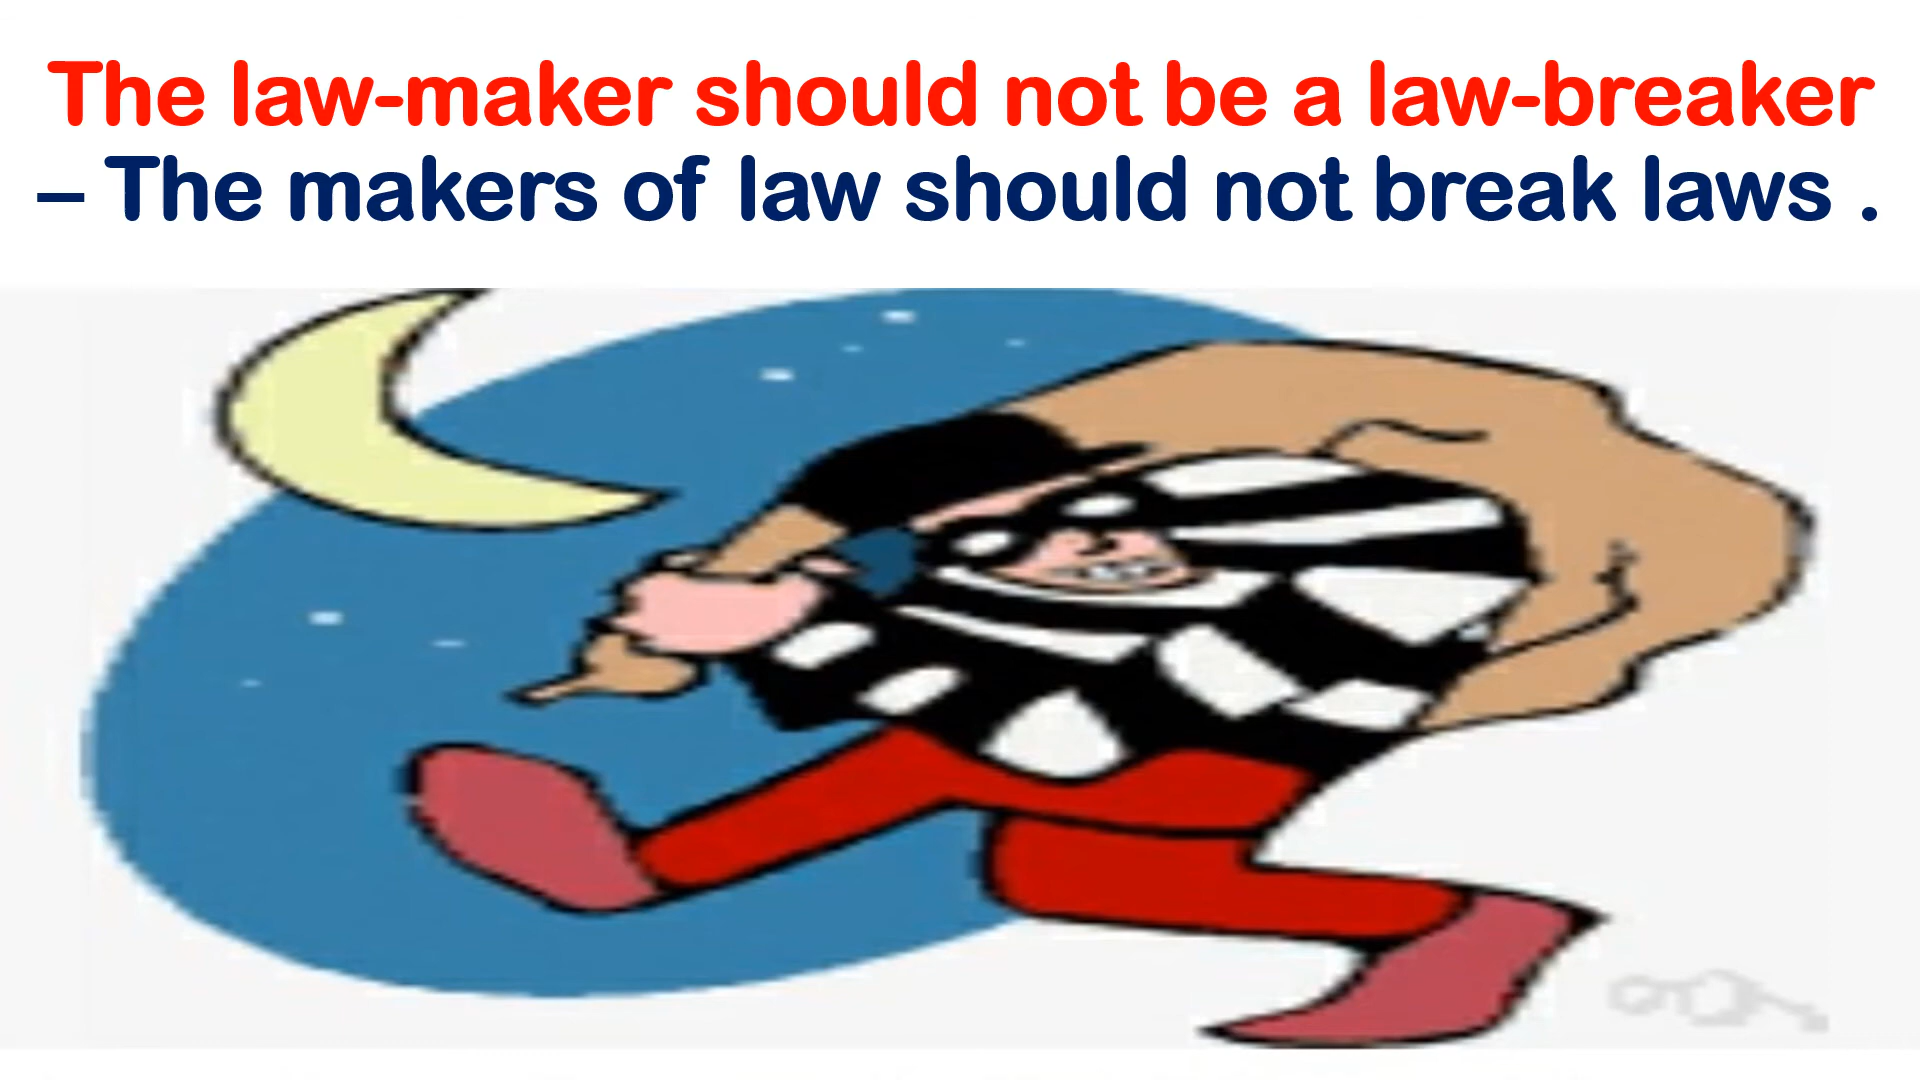 The law-maker should not be a law-breaker
– The makers of law should not break laws .